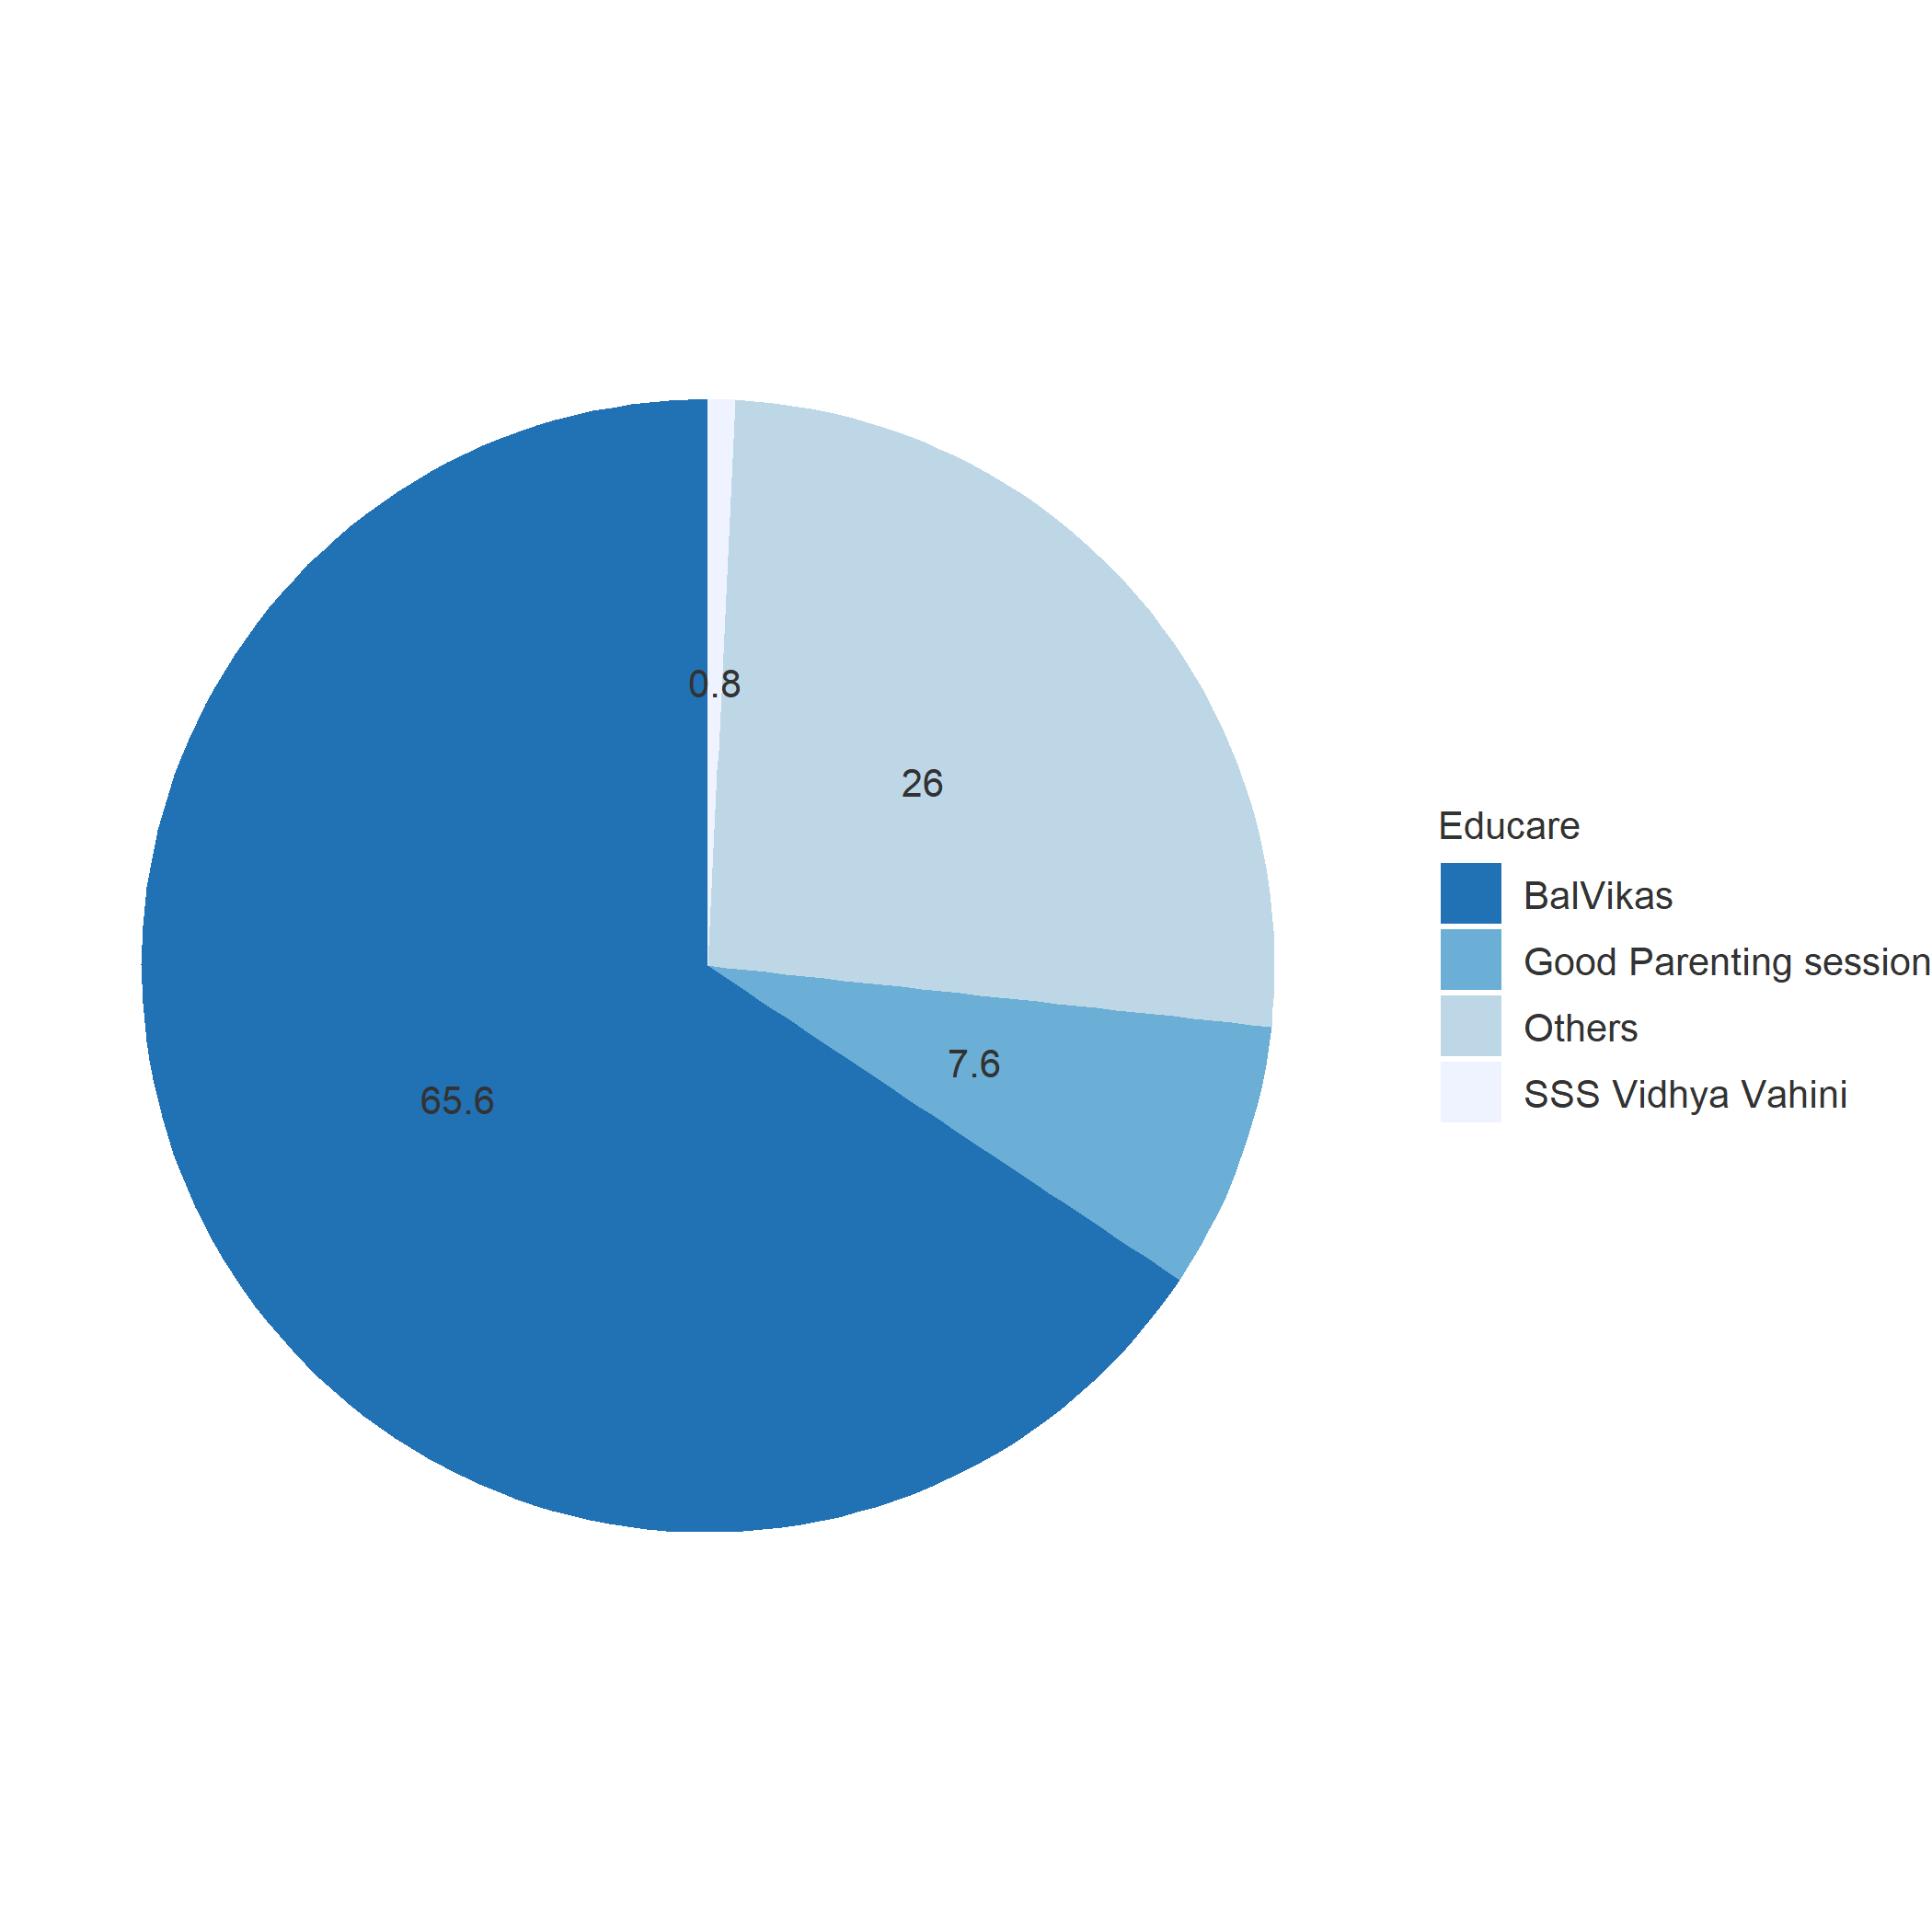 0.8
26
7.6
65.6
Educare
BalVikas
Good Parenting session
Others
SSS Vidhya Vahini